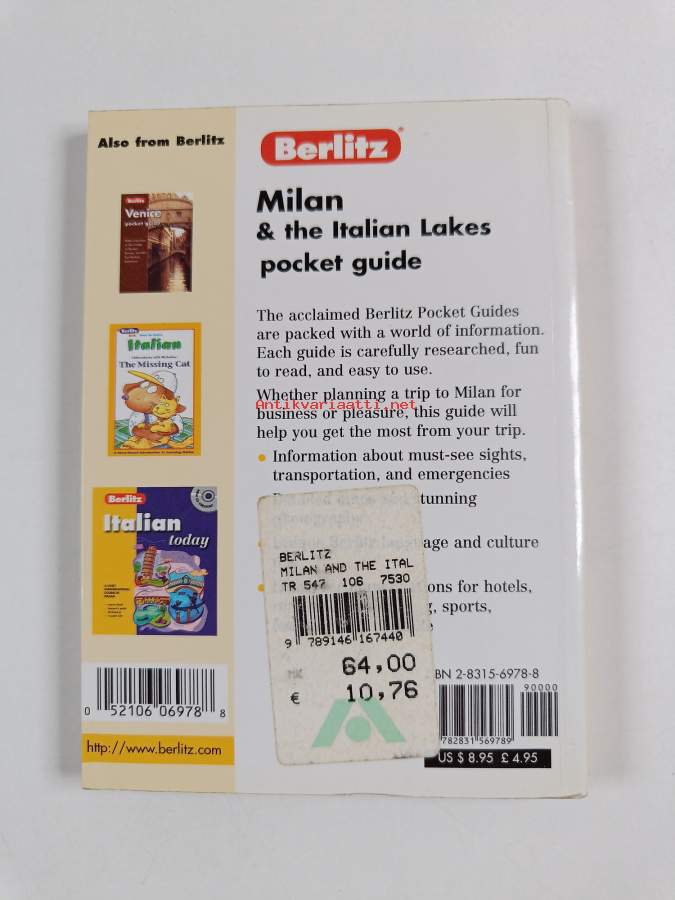 Also from Berlitz
Berlitz
Venice
pocket guide
Berlitz
Italian
The Missing Cat
Berlitz
Italian
today
0 52106 06978 8
http://www.berlitz.com
Berlitz®
Milan
& the Italian Lakes
pocket guide
The acclaimed Berlitz Pocket Guides
are packed with a world of information.
Each guide is carefully researched, fun
to read, and easy to use.
Whether planning a trip to Milan for
business or pleasure, this guide will
help you get the most from your trip.
Antikvariaatti.net
• Information about must-see sights,
transportation, and emergencies
stunning
and culture
for hotels,
sports,
BERLITZ
MILAN AND THE ITAL
TR 547 106 7530
9 789146 167440
MK 64,00
€ 10,76
2-8315-6978-8
90000
782831 569789
US $ 8.95 £ 4.95